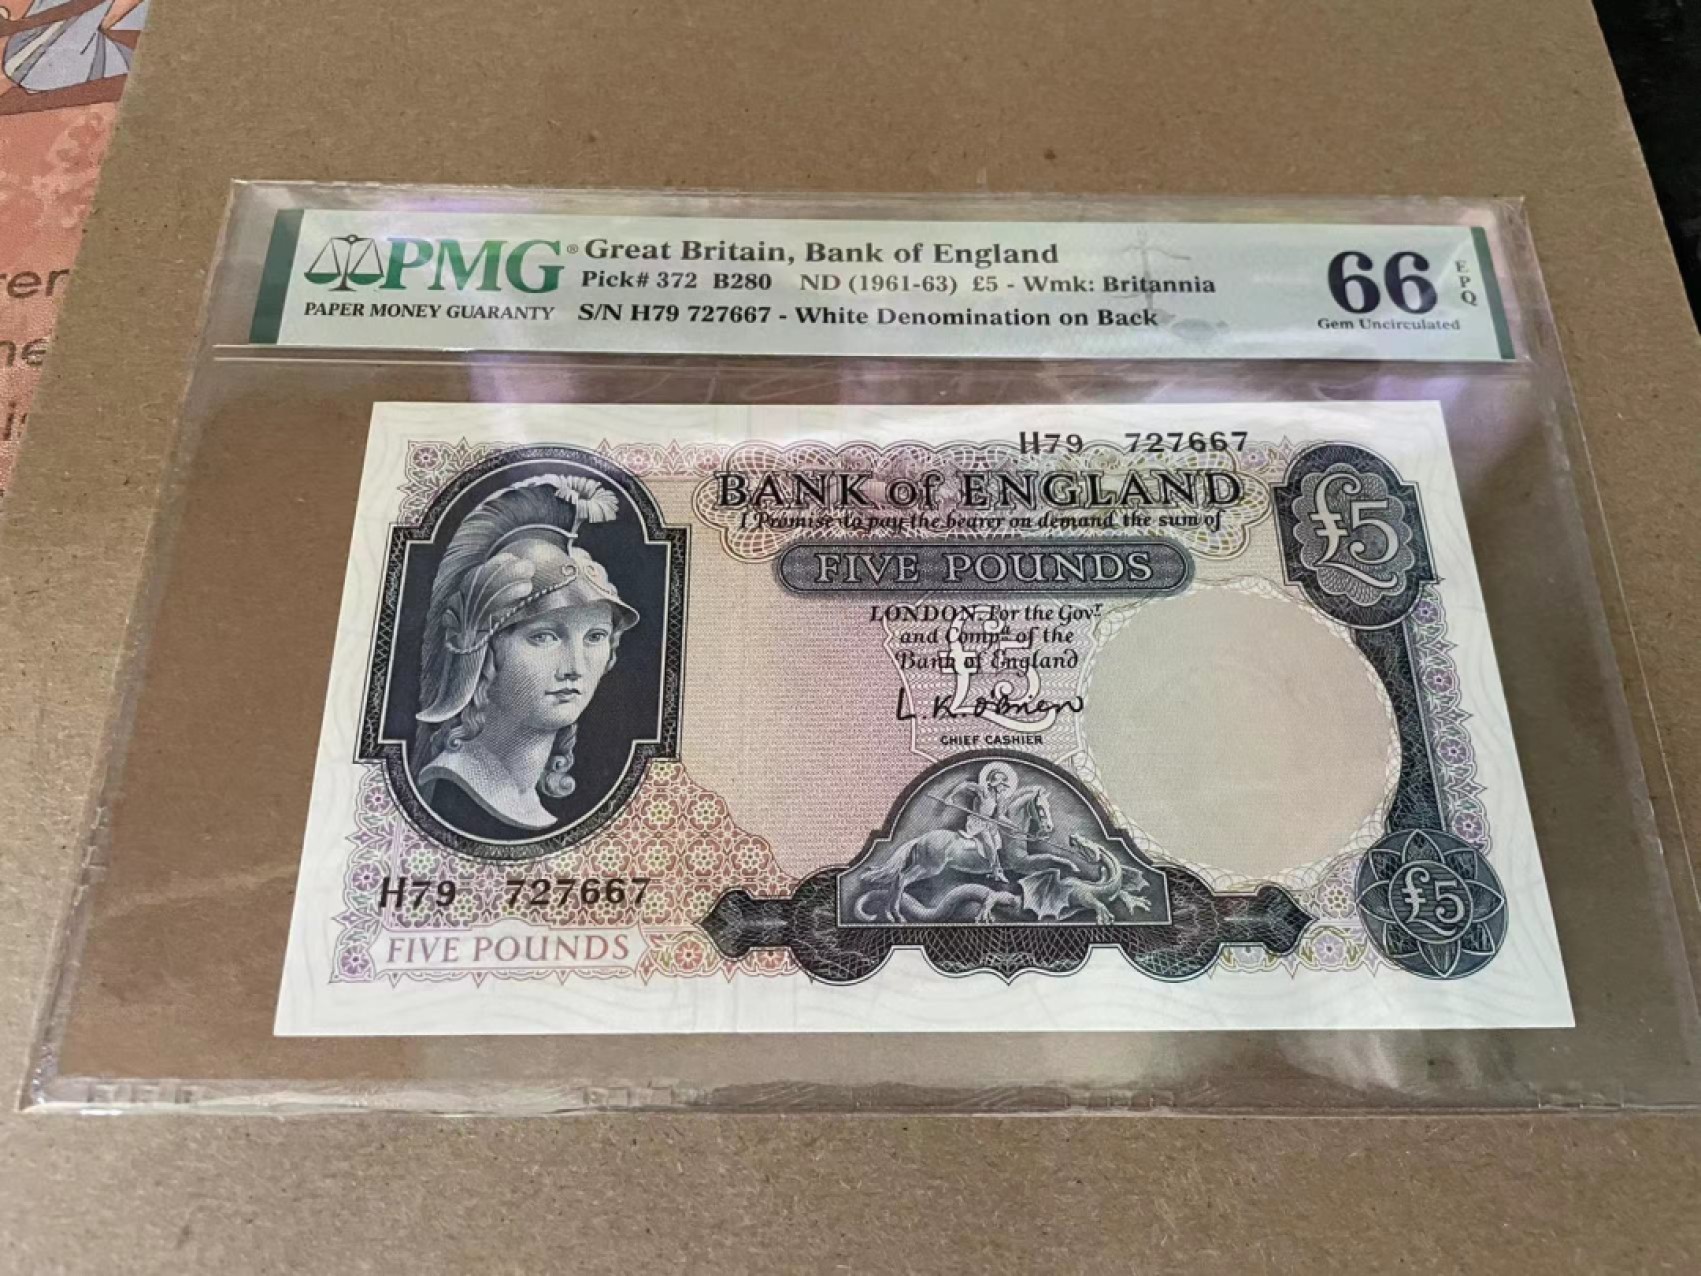 PMG®
PAPER MONEY GUARANTY
Great Britain, Bank of England
Pick# 372 B280 ND (1961-63) £5 - Wmk: Britannia
S/N H79 727667 - White Denomination on Back
66
EPQ
Gem Uncirculated
H79 727667
BANK of ENGLAND
I Promise to pay the bearer on demand the sum of
FIVE POUNDS
£5
LONDON. For the Govr
and Compa of the
Bank of England
£5
L.K.O'Brien
CHIEF CASHIER
H79 727667
FIVE POUNDS
£5